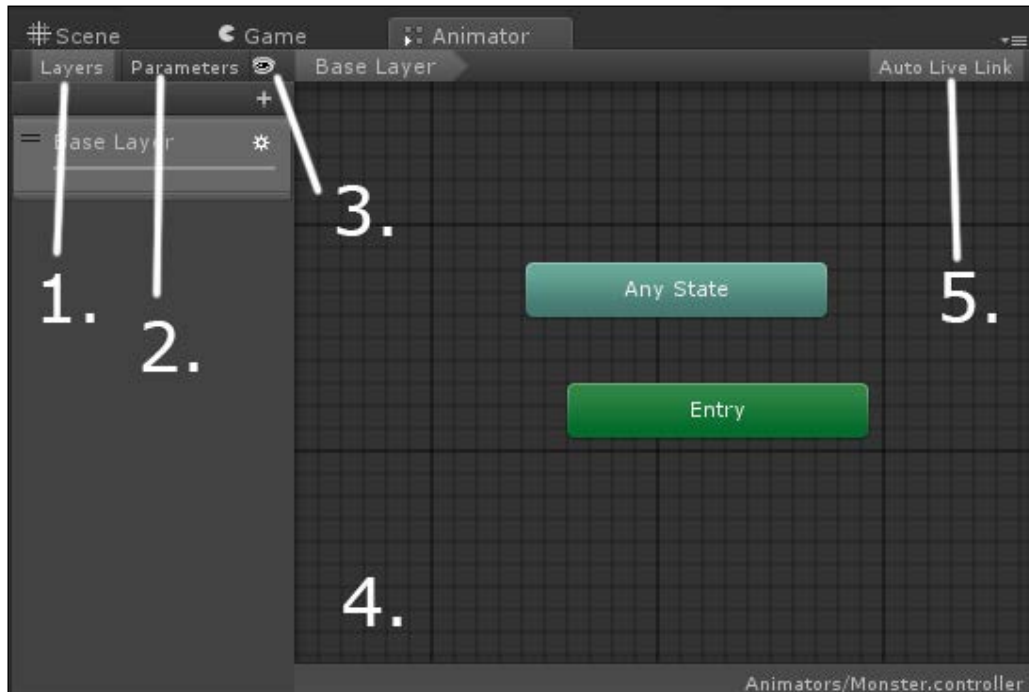 Scene Game Animator
Layers Parameters Base Layer Auto Live Link
+
Base Layer
1.
2.
3.
Any State
5.
Entry
4.
Animators/Monster.controller